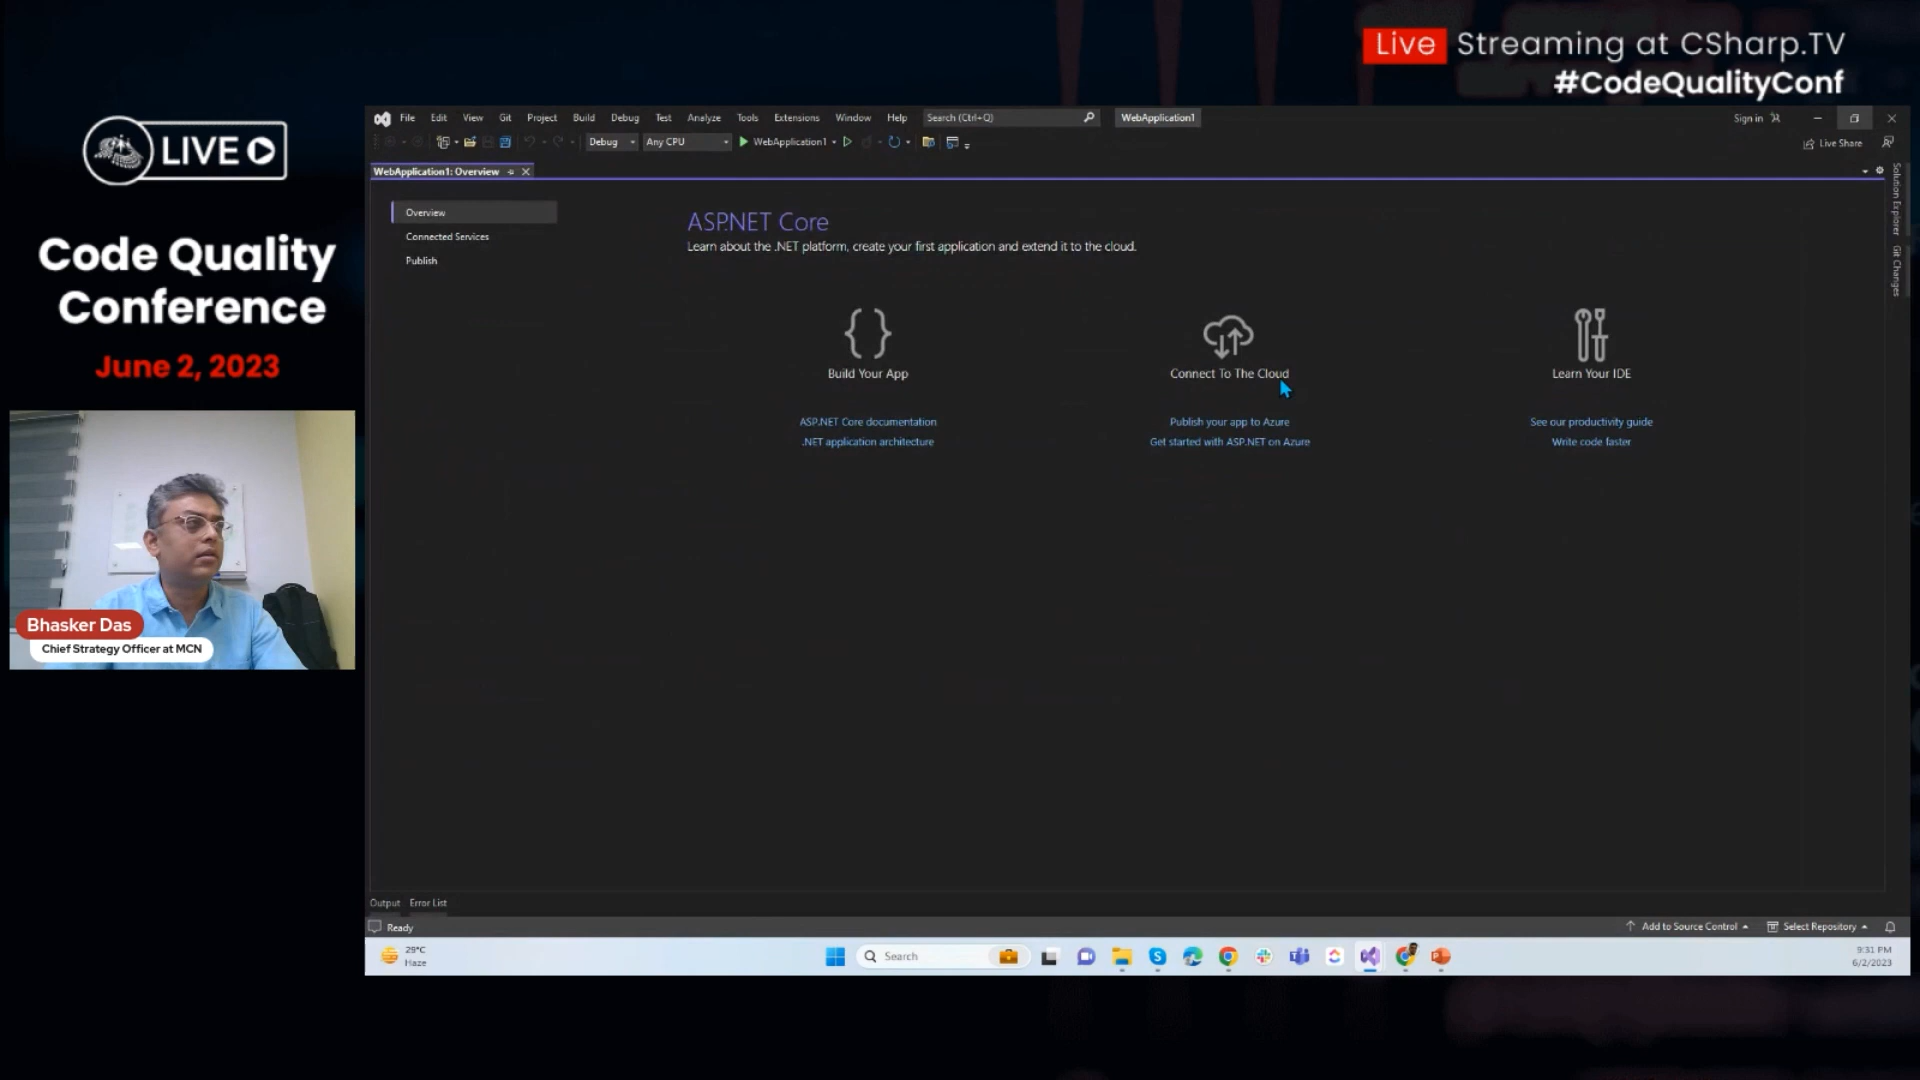 Live Streaming at CSharp.TV
#CodeQualityConf
LIVE
Code Quality
Conference
June 2, 2023
Bhasker Das
Chief Strategy Officer at MCN
File Edit View Git Project Build Debug Test Analyze Tools Extensions Window Help Search (Ctrl+Q) WebApplication1 Sign in
Debug Any CPU WebApplication1 Live Share
WebApplication1: Overview
Solution Explorer
Git Changes
Overview
Connected Services
Publish
ASP.NET Core
Learn about the .NET platform, create your first application and extend it to the cloud.
Build Your App
ASP.NET Core documentation
.NET application architecture
Connect To The Cloud
Publish your app to Azure
Get started with ASP.NET on Azure
Learn Your IDE
See our productivity guide
Write code faster
Output Error List
Ready Add to Source Control Select Repository
29°C
Haze
Search
9:31 PM
6/2/2023